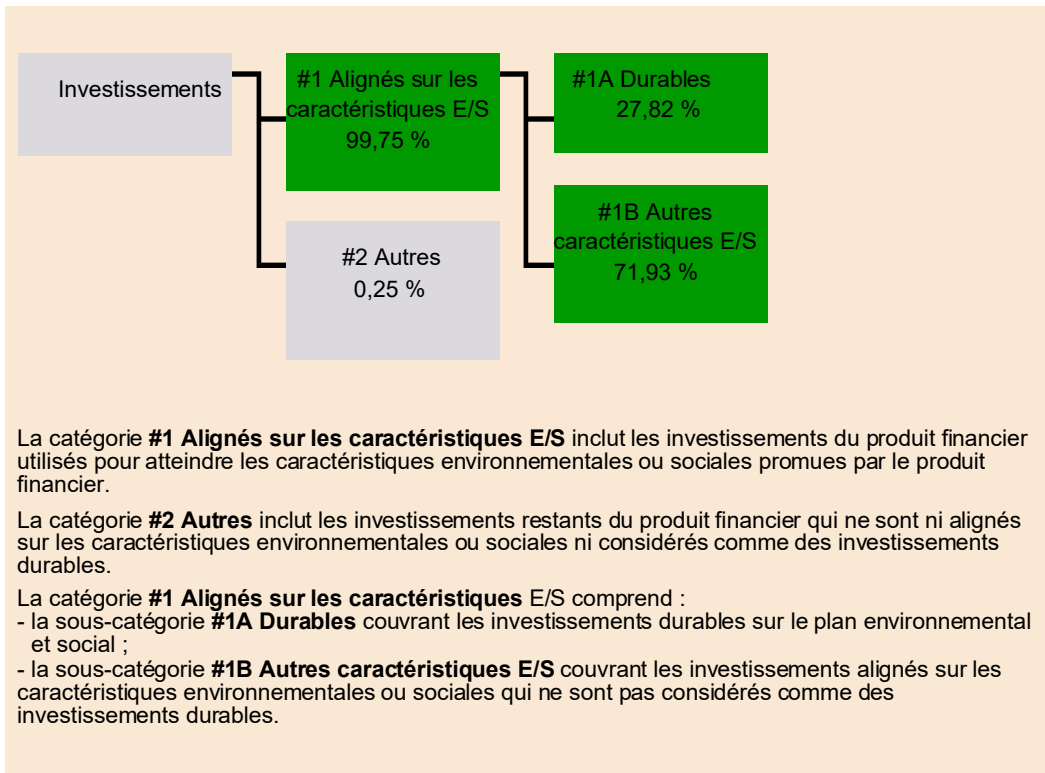 Investissements
#1 Alignés sur les
caractéristiques E/S
99,75 %
#2 Autres
0,25 %
#1A Durables
27,82 %
#1B Autres
caractéristiques E/S
71,93 %
La catégorie #1 Alignés sur les caractéristiques E/S inclut les investissements du produit financier
utilisés pour atteindre les caractéristiques environnementales ou sociales promues par le produit
financier.
La catégorie #2 Autres inclut les investissements restants du produit financier qui ne sont ni alignés
sur les caractéristiques environnementales ou sociales ni considérés comme des investissements
durables.
La catégorie #1 Alignés sur les caractéristiques E/S comprend :
- la sous-catégorie #1A Durables couvrant les investissements durables sur le plan environnemental
et social ;
- la sous-catégorie #1B Autres caractéristiques E/S couvrant les investissements alignés sur les
caractéristiques environnementales ou sociales qui ne sont pas considérés comme des
investissements durables.